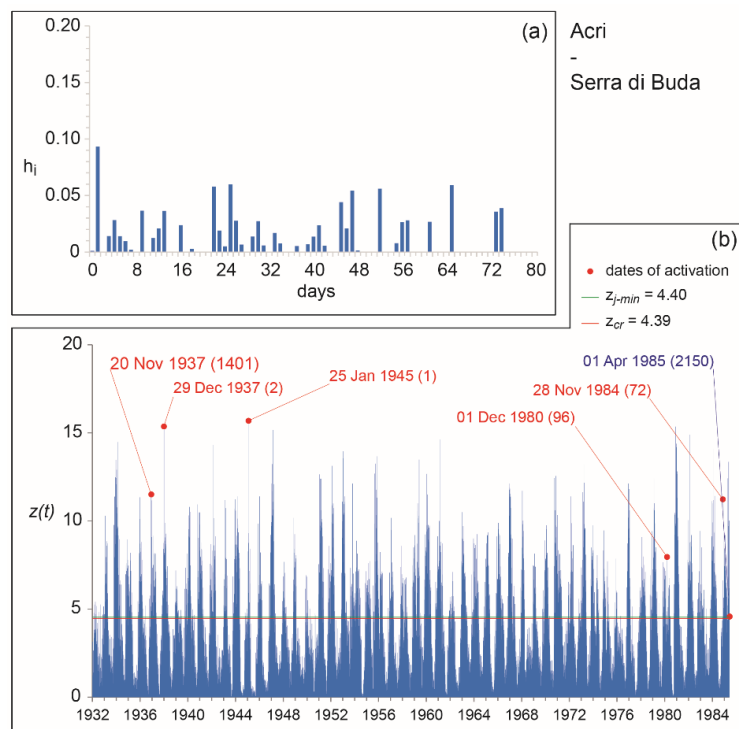 (a)
Acri
-
Serra di Buda
0.20
0.15
0.10
0.05
0
hi
0 8 16 24 32 40 48 56 64 72 80
days
(b)
dates of activation
zj-min = 4.40
zcr = 4.39
20
15
10
5
0
z(t)
20 Nov 1937 (1401)
29 Dec 1937 (2)
25 Jan 1945 (1)
01 Apr 1985 (2150)
28 Nov 1984 (72)
01 Dec 1980 (96)
1932 1936 1940 1944 1948 1952 1956 1960 1964 1968 1972 1976 1980 1984